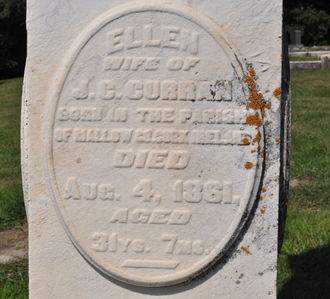 ELLEN
WIFE OF
J. C. CURRAN
BORN IN THE PARISH
OF MALLOW CO. CORK IRELAND
DIED
AUG. 4, 1861,
AGED
31 YS. 7 MS.